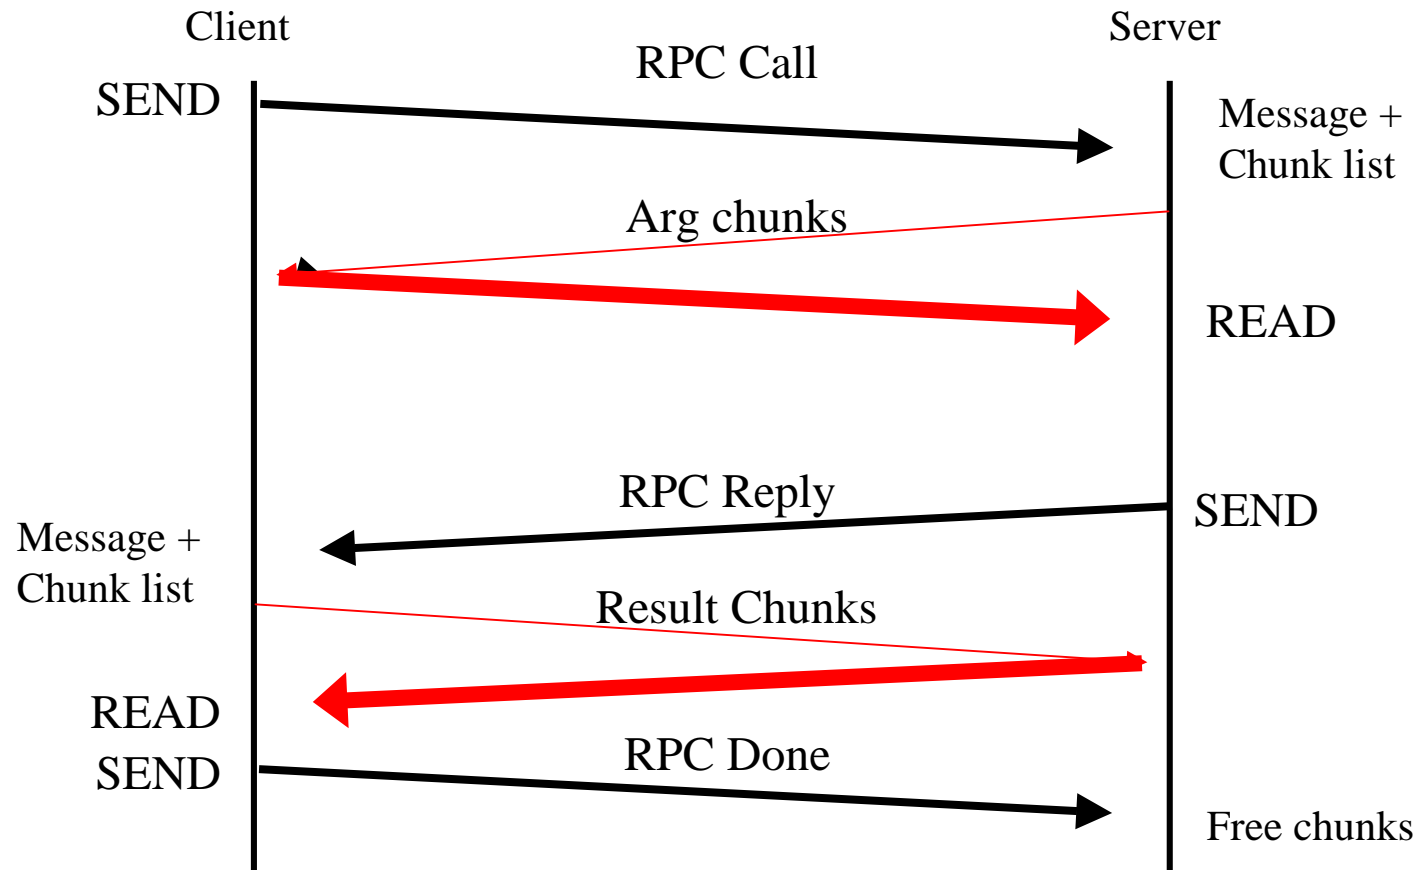 Client
Server
RPC Call
SEND
Message +
Chunk list
Arg chunks
READ
RPC Reply
SEND
Message +
Chunk list
Result Chunks
READ
RPC Done
SEND
Free chunks